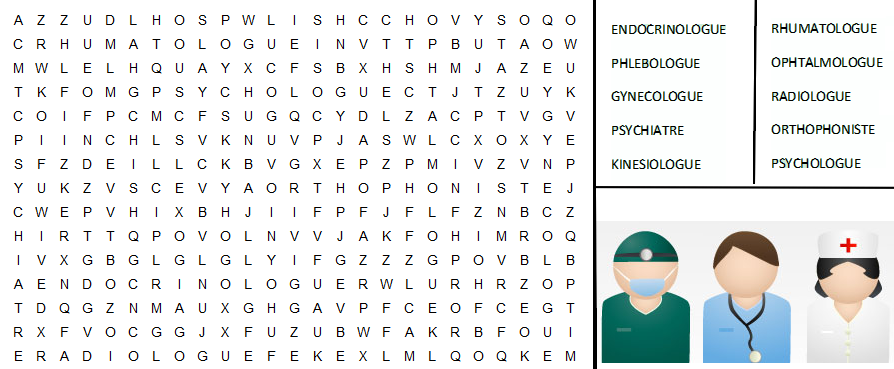 A Z Z U D L H O S P W L I S H C C H O V Y S O Q O
C R H U M A T O L O G U E I N V T T P B U T A O W
M W L E L H Q U A Y X C F S B X H S H M J A Z E U
T K F O M G P S Y C H O L O G U E C T J T Z U Y K
C O I F P C M C F S U G Q C Y D L Z A C P T V G V
P I I N C H L S V K N U V P J A S W L C X O X Y E
S F Z D E I L L C K B V G X E P Z P M I V Z V N P
Y U K Z V S C E V Y A O R T H O P H O N I S T E J
C W E P V H I X B H J I I F P F J F L F Z N B C Z
H I R T T Q P O V O L N V V J A K F O H I M R O Q
I V X G B G L G L G L Y I F G Z Z Z G P O V B L B
A E N D O C R I N O L O G U E R W L U R H R Z O P
T D Q G Z N M A U X G H G A V P F C E O F C E G T
R X F V O C G G J X F U Z U B W F A K R B F O U I
E R A D I O L O G U E F E K E X L M L Q O Q K E M
ENDOCRINOLOGUE
PHLEBOLOGUE
GYNECOLOGUE
PSYCHIATRE
KINESIOLOGUE
RHUMATOLOGUE
OPHTALMOLOGUE
RADIOLOGUE
ORTHOPHONISTE
PSYCHOLOGUE